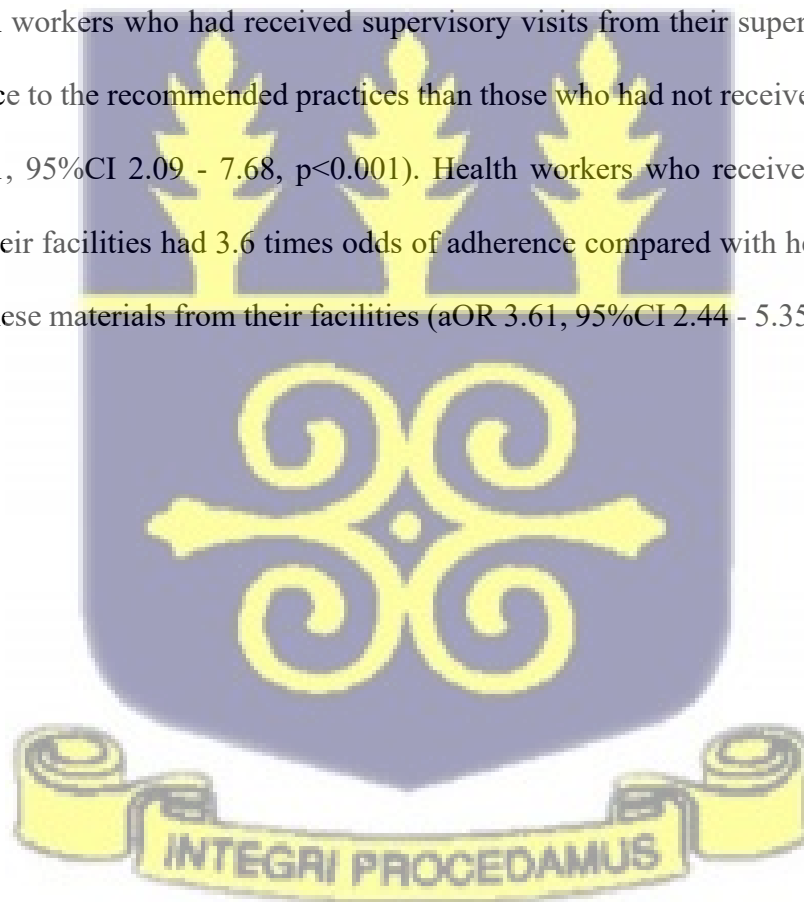 workers who had received supervisory visits from their super
ce to the recommended practices than those who had not receive
, 95%CI 2.09 - 7.68, p<0.001). Health workers who receive
eir facilities had 3.6 times odds of adherence compared with he
ese materials from their facilities (aOR 3.61, 95%CI 2.44 - 5.35
INTEGRI PROCEDAMUS